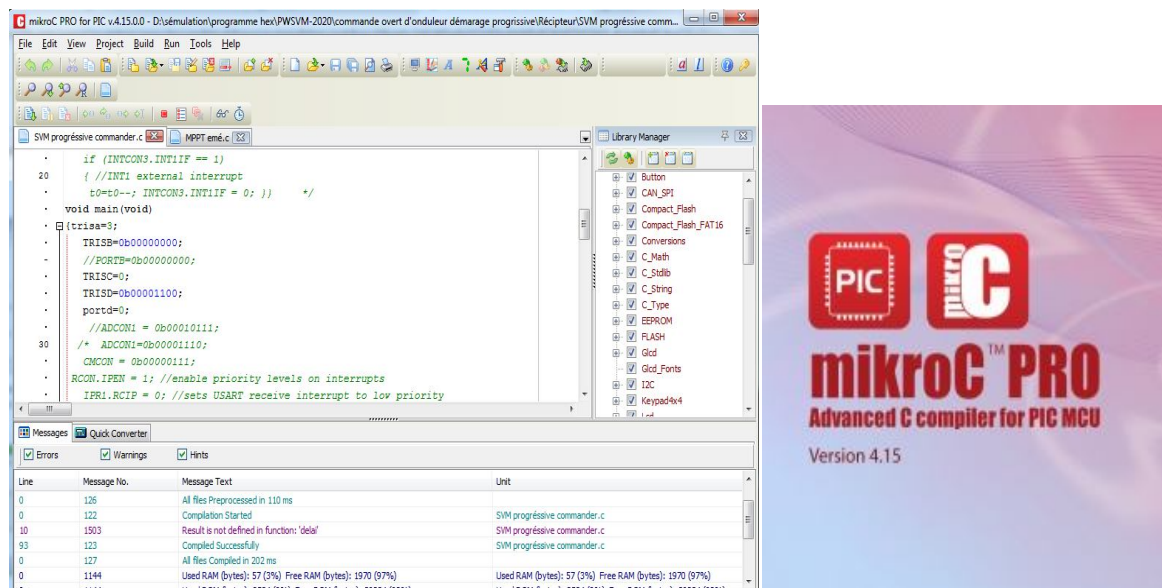 mikroC PRO for PIC v.4.15.0.0 - D:\sémulation\programme hex\PWSVM-2020\commande overt d'onduleur démarage progrissive\Récipteur\SVM progréssive comm...
File Edit View Project Build Run Tools Help
SVM progréssive commander.c MPPT emé.c
Library Manager
if (INTCON3.INT1IF == 1)
20 { //INT1 external interrupt
t0=t0--; INTCON3.INT1IF = 0; }} */
void main(void)
{trisa=3;
TRISB=0b00000000;
//PORTB=0b00000000;
TRISC=0;
TRISD=0b00001100;
portd=0;
//ADCON1 = 0b00010111;
30 /* ADCON1=0b00001110;
CMCON = 0b00000111;
RCON.IPEN = 1; //enable priority levels on interrupts
IPR1.RCIP = 0; //sets USART receive interrupt to low priority
Button
CAN_SPI
Compact_Flash
Compact_Flash_FAT16
Conversions
C_Math
C_Stdlib
C_String
C_Type
EEPROM
FLASH
Glcd
Glcd_Fonts
I2C
Keypad4x4
Messages Quick Converter
Errors Warnings Hints
Line Message No. Message Text Unit
0 126 All files Preprocessed in 110 ms
0 122 Compilation Started SVM progréssive commander.c
10 1503 Result is not defined in function: 'delai' SVM progréssive commander.c
93 123 Compiled Successfully SVM progréssive commander.c
0 127 All files Compiled in 202 ms
0 1144 Used RAM (bytes): 57 (3%) Free RAM (bytes): 1970 (97%) Used RAM (bytes): 57 (3%) Free RAM (bytes): 1970 (97%)
PIC
mikro C
mikroC™ PRO
Advanced C compiler for PIC MCU
Version 4.15